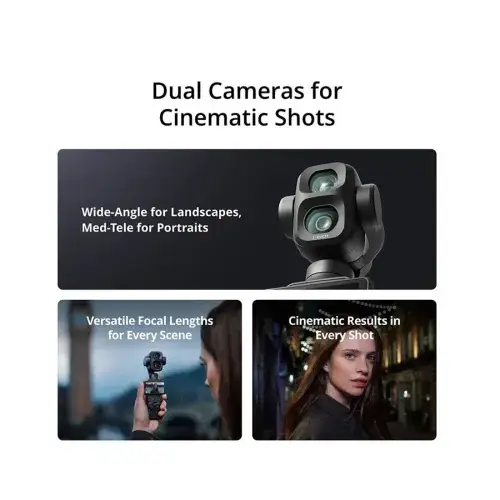 Dual Cameras for
Cinematic Shots
Wide-Angle for Landscapes,
Med-Tele for Portraits
Versatile Focal Lengths
for Every Scene
Cinematic Results in
Every Shot